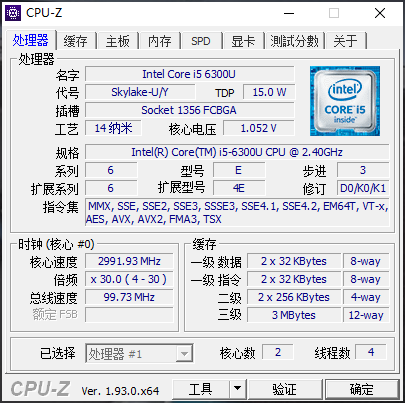 CPU-Z
处理器 缓存 主板 内存 SPD 显卡 測試分數 关于
处理器
名字 Intel Core i5 6300U
代号 Skylake-U/Y TDP 15.0 W
插槽 Socket 1356 FCBGA
工艺 14 纳米 核心电压 1.052 V
intel CORE i5 inside™
规格 Intel(R) Core(TM) i5-6300U CPU @ 2.40GHz
系列 6 型号 E 步进 3
扩展系列 6 扩展型号 4E 修订 D0/K0/K1
指令集 MMX, SSE, SSE2, SSE3, SSSE3, SSE4.1, SSE4.2, EM64T, VT-x,
AES, AVX, AVX2, FMA3, TSX
时钟 (核心 #0)
核心速度 2991.93 MHz
倍频 x 30.0 ( 4 - 30 )
总线速度 99.73 MHz
额定 FSB
缓存
一级 数据 2 x 32 KBytes 8-way
一级 指令 2 x 32 KBytes 8-way
二级 2 x 256 KBytes 4-way
三级 3 MBytes 12-way
已选择 处理器 #1 核心数 2 线程数 4
CPU-Z Ver. 1.93.0.x64 工具 验证 确定